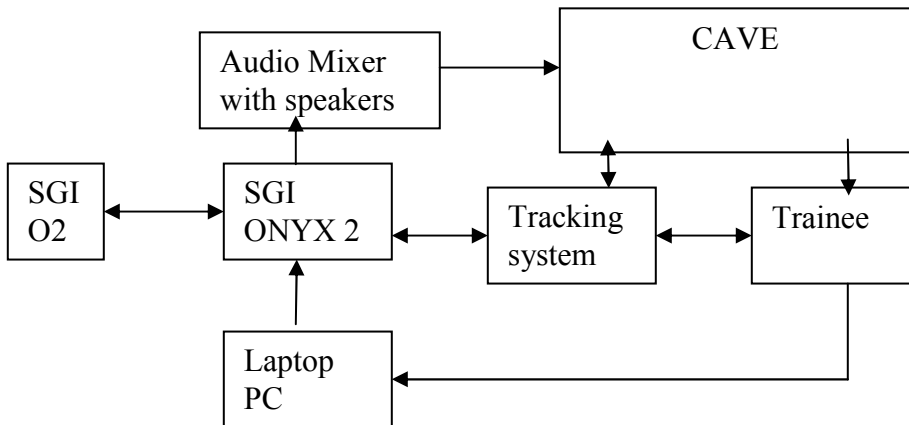 CAVE
Audio Mixer
with speakers
SGI
O2
SGI
ONYX 2
Tracking
system
Trainee
Laptop
PC